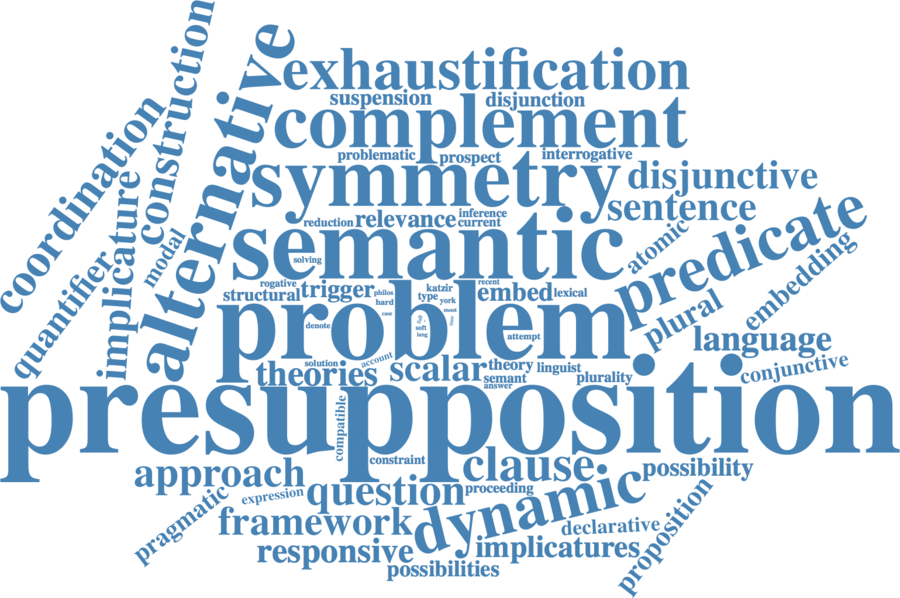 construction
coordination
alternative
exhaustification
suspension
disjunction
complement
problematic
prospect
interrogative
symmetry
disjunctive
quantifier
implicature
modal
reduction
relevance
inference
current
sentence
semantic
solving
atomic
predicate
embedding
rogative
structural
trigger
philos
hard
case
katzir
type
york
most
recent
embed
lexical
plural
problem
denote
soft
lang
attempt
language
solution
account
theories
scalar
theory
semant
answer
linguist
plurality
conjunctive
presupposition
compatible
constraint
approach
clause
possibility
pragmatic
expression
question
proceeding
dynamic
proposition
framework
declarative
responsive
implicatures
possibilities